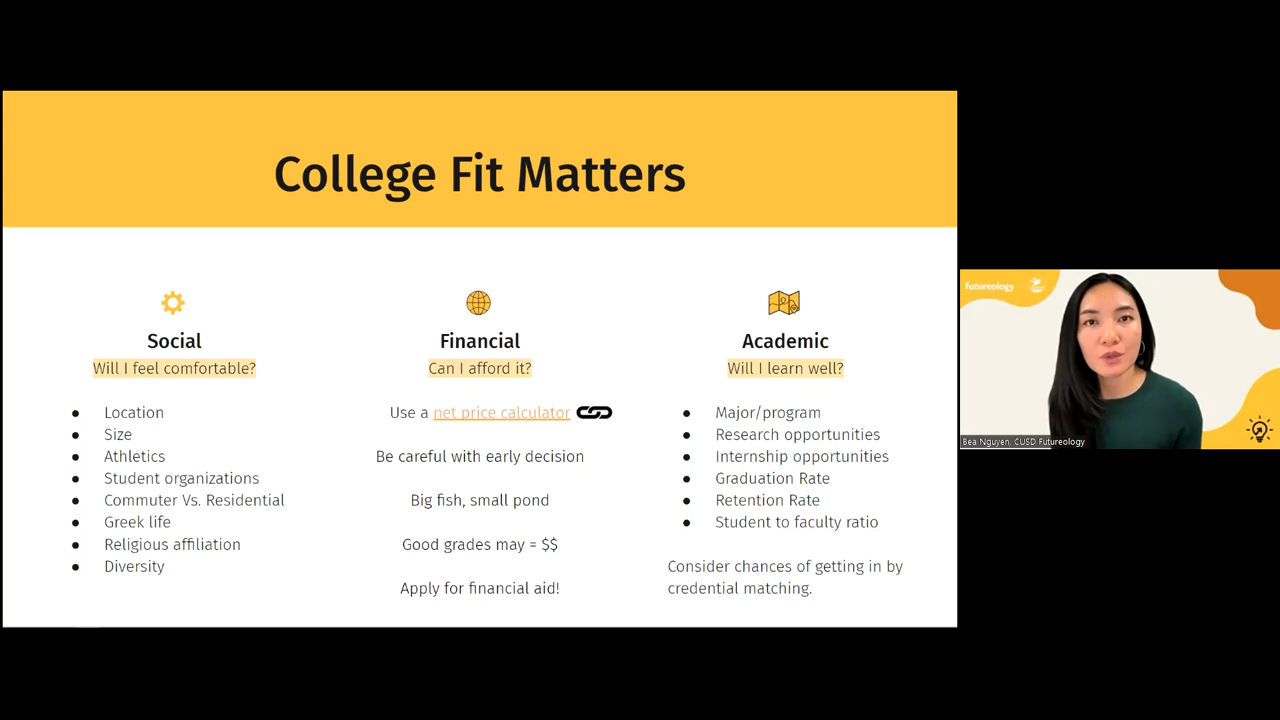 College Fit Matters
Social
Will I feel comfortable?
● Location
● Size
● Athletics
● Student organizations
● Commuter Vs. Residential
● Greek life
● Religious affiliation
● Diversity
Financial
Can I afford it?
Use a net price calculator
Be careful with early decision
Big fish, small pond
Good grades may = $$
Apply for financial aid!
Academic
Will I learn well?
● Major/program
● Research opportunities
● Internship opportunities
● Graduation Rate
● Retention Rate
● Student to faculty ratio
Consider chances of getting in by
credential matching.
futureology
Bea Nguyen, CUSD Futureology